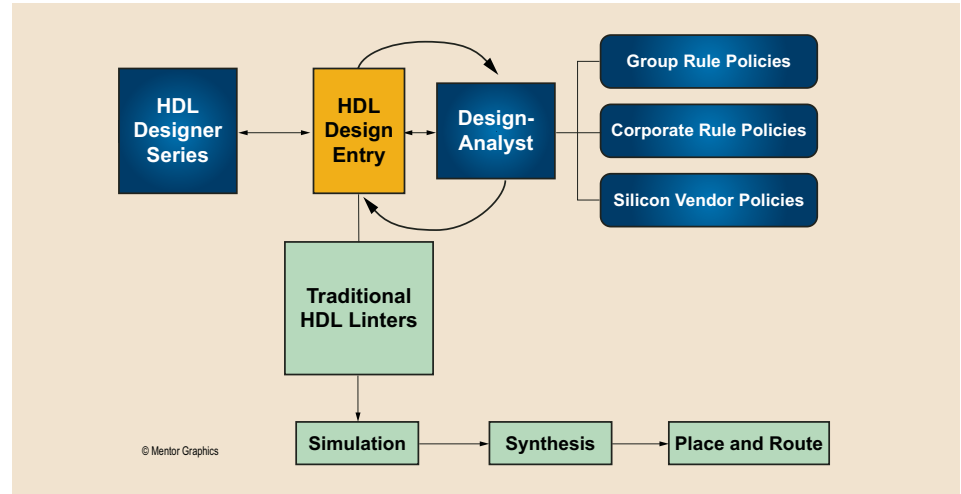 HDL
Designer
Series
HDL
Design
Entry
Design-
Analyst
Group Rule Policies
Corporate Rule Policies
Silicon Vendor Policies
Traditional
HDL Linters
Simulation
Synthesis
Place and Route
© Mentor Graphics